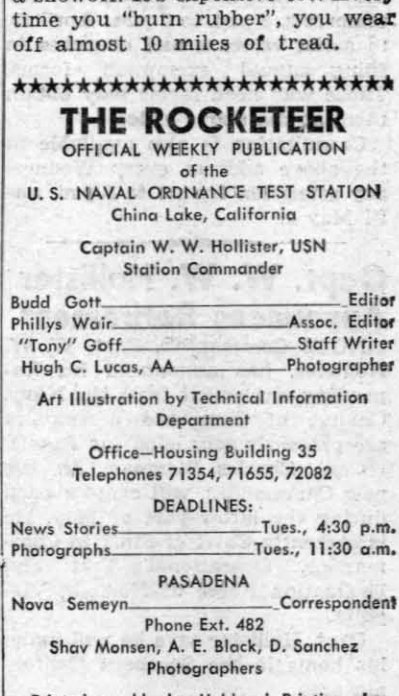 time you "burn rubber", you wear
off almost 10 miles of tread.
THE ROCKETEER
OFFICIAL WEEKLY PUBLICATION
of the
U. S. NAVAL ORDNANCE TEST STATION
China Lake, California
Captain W. W. Hollister, USN
Station Commander
Budd Gott Editor
Phillys Wair Assoc. Editor
"Tony" Goff Staff Writer
Hugh C. Lucas, AA Photographer
Art Illustration by Technical Information
Department
Office—Housing Building 35
Telephones 71354, 71655, 72082
DEADLINES:
News Stories Tues., 4:30 p.m.
Photographs Tues., 11:30 a.m.
PASADENA
Nova Semeyn Correspondent
Phone Ext. 482
Shav Monsen, A. E. Black, D. Sanchez
Photographers